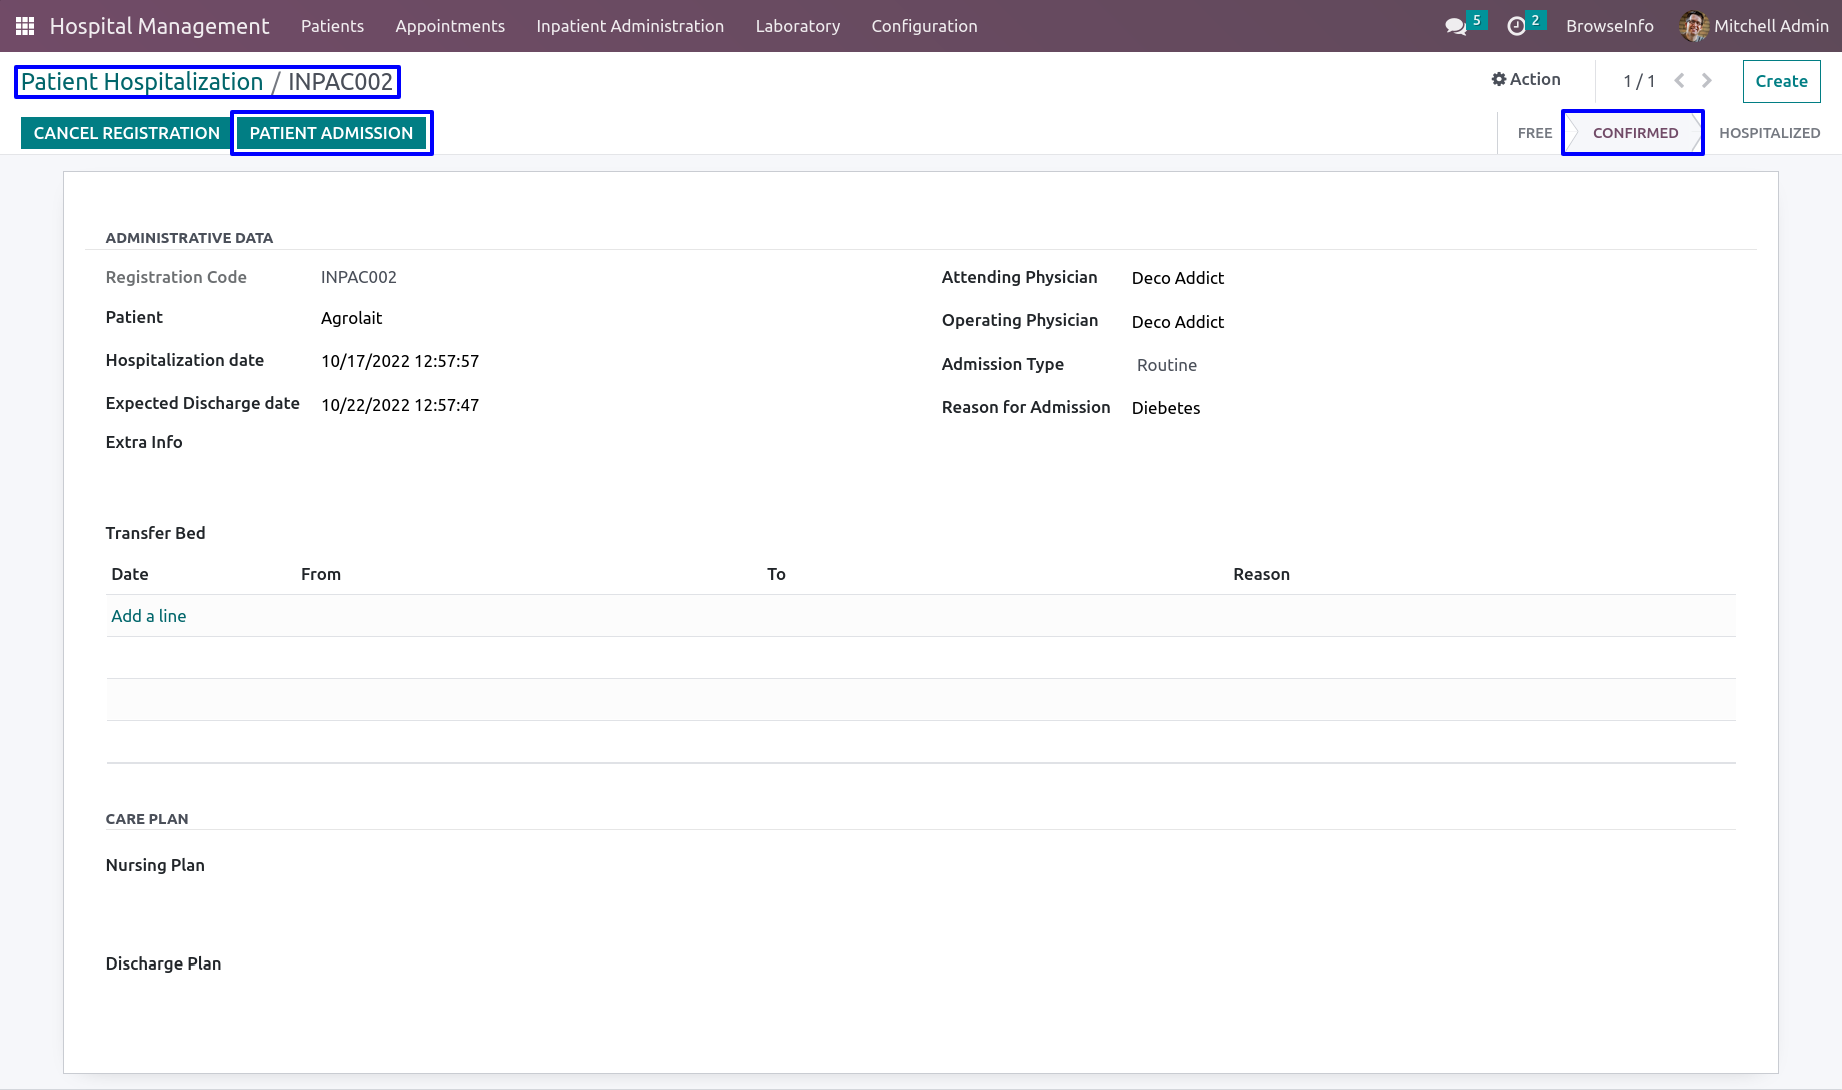 Hospital Management Patients Appointments Inpatient Administration Laboratory Configuration 5 2 BrowseInfo Mitchell Admin
Patient Hospitalization / INPAC002 Action 1 / 1 Create
CANCEL REGISTRATION PATIENT ADMISSION FREE CONFIRMED HOSPITALIZED
ADMINISTRATIVE DATA
Registration Code INPAC002 Attending Physician Deco Addict
Patient Agrolait Operating Physician Deco Addict
Hospitalization date 10/17/2022 12:57:57 Admission Type Routine
Expected Discharge date 10/22/2022 12:57:47 Reason for Admission Diebetes
Extra Info
Transfer Bed
Date From To Reason
Add a line
CARE PLAN
Nursing Plan
Discharge Plan